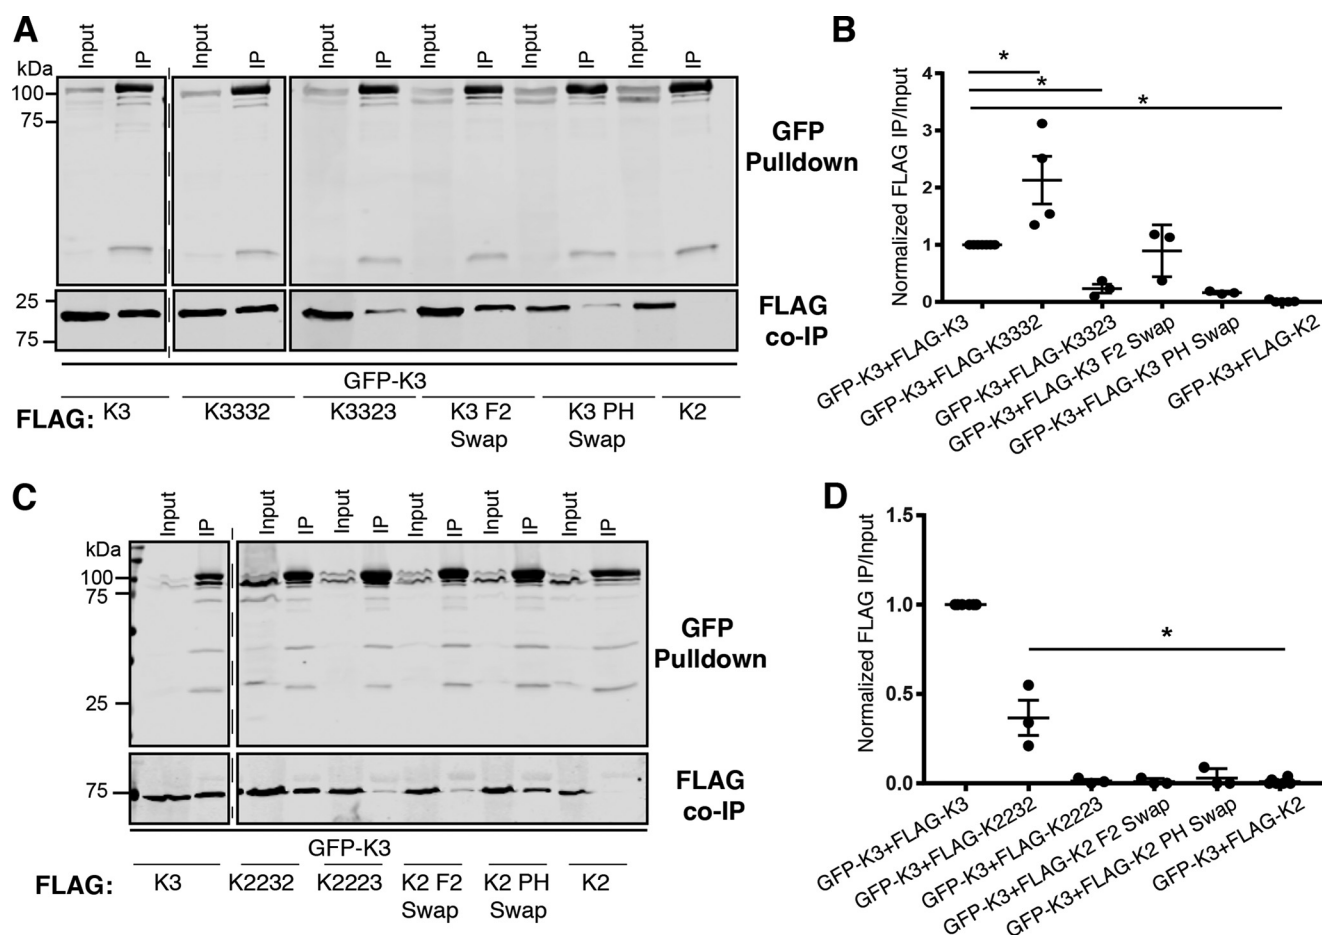 A
Input IP Input IP Input IP Input IP Input IP Input IP
kDa
100
75
25
75
GFP
Pulldown
FLAG
co-IP
GFP-K3
FLAG: K3 K3332 K3323 K3 F2 Swap K3 PH Swap K2
B
Normalized FLAG IP/Input
4
3
2
1
0
* * *
GFP-K3+FLAG-K3
GFP-K3+FLAG-K3332
GFP-K3+FLAG-K3323
GFP-K3+FLAG-K3 F2 Swap
GFP-K3+FLAG-K3 PH Swap
GFP-K3+FLAG-K2
C
Input IP Input IP Input IP Input IP Input IP Input IP
kDa
100
75
25
75
GFP
Pulldown
FLAG
co-IP
GFP-K3
FLAG: K3 K2232 K2223 K2 F2 Swap K2 PH Swap K2
D
Normalized FLAG IP/Input
1.5
1.0
0.5
0.0
*
GFP-K3+FLAG-K3
GFP-K3+FLAG-K2232
GFP-K3+FLAG-K2223
GFP-K3+FLAG-K2 F2 Swap
GFP-K3+FLAG-K2 PH Swap
GFP-K3+FLAG-K2